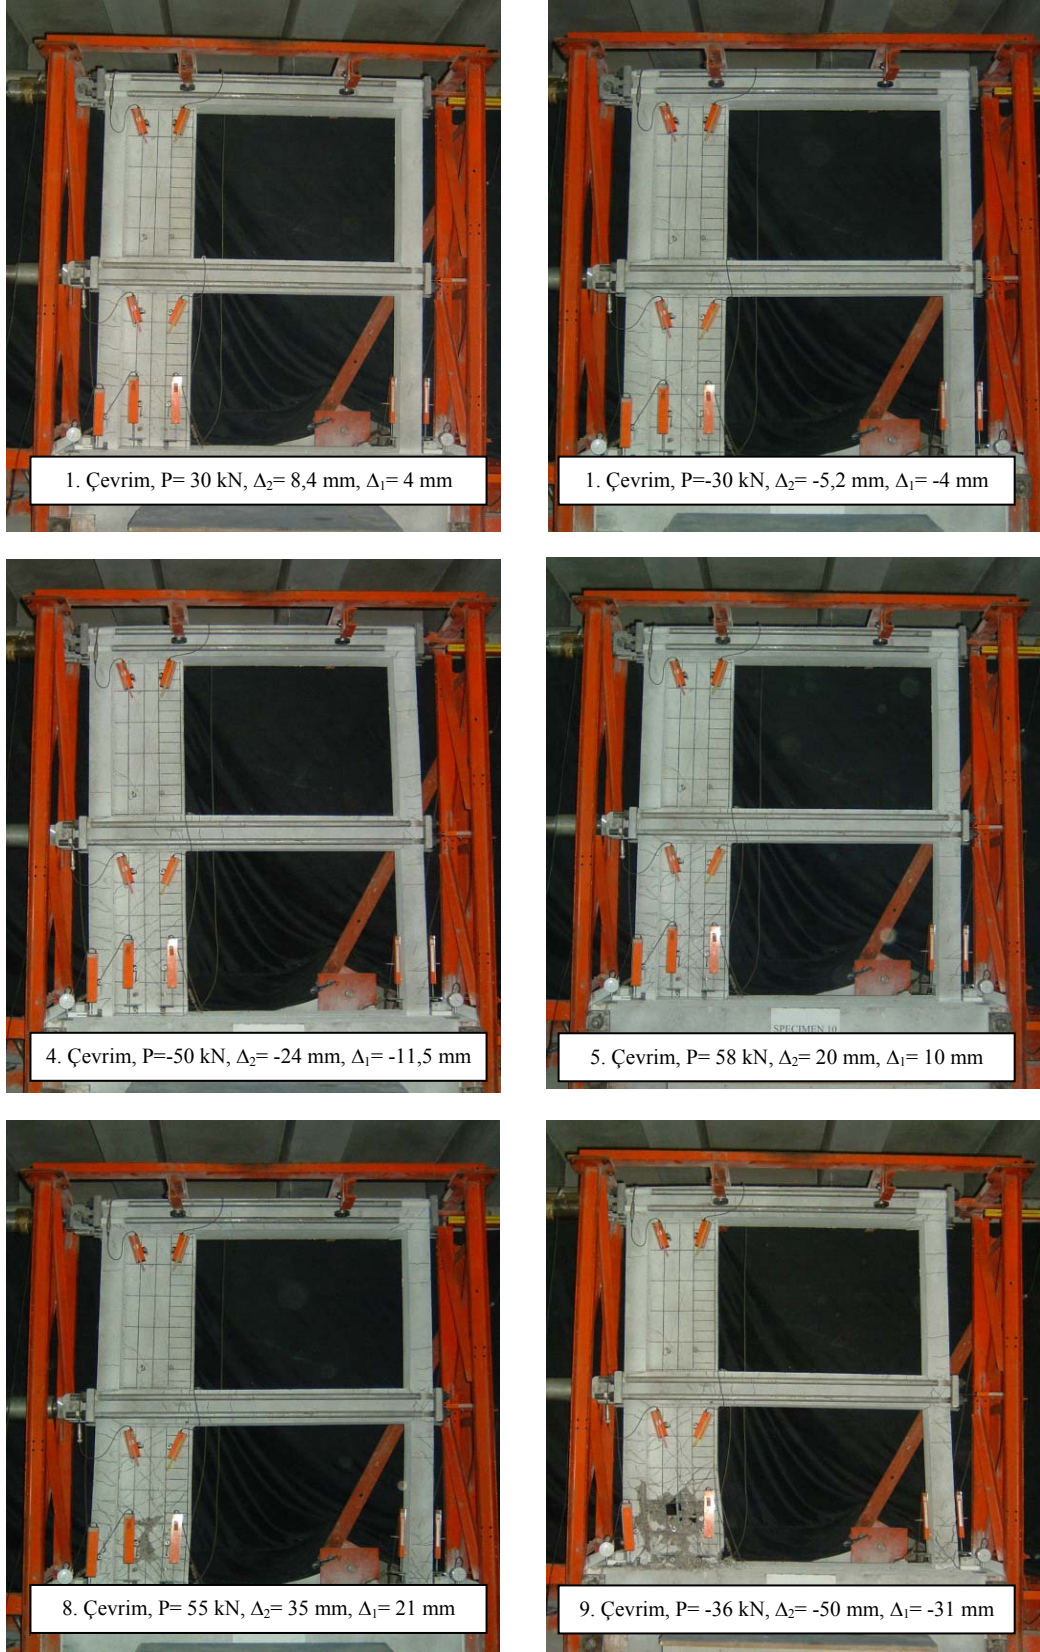 1. Çevrim, P= 30 kN, Δ₂= 8,4 mm, Δ₁= 4 mm
1. Çevrim, P=-30 kN, Δ₂= -5,2 mm, Δ₁= -4 mm
4. Çevrim, P=-50 kN, Δ₂= -24 mm, Δ₁= -11,5 mm
SPECIMEN 10
5. Çevrim, P= 58 kN, Δ₂= 20 mm, Δ₁= 10 mm
8. Çevrim, P= 55 kN, Δ₂= 35 mm, Δ₁= 21 mm
9. Çevrim, P= -36 kN, Δ₂= -50 mm, Δ₁= -31 mm